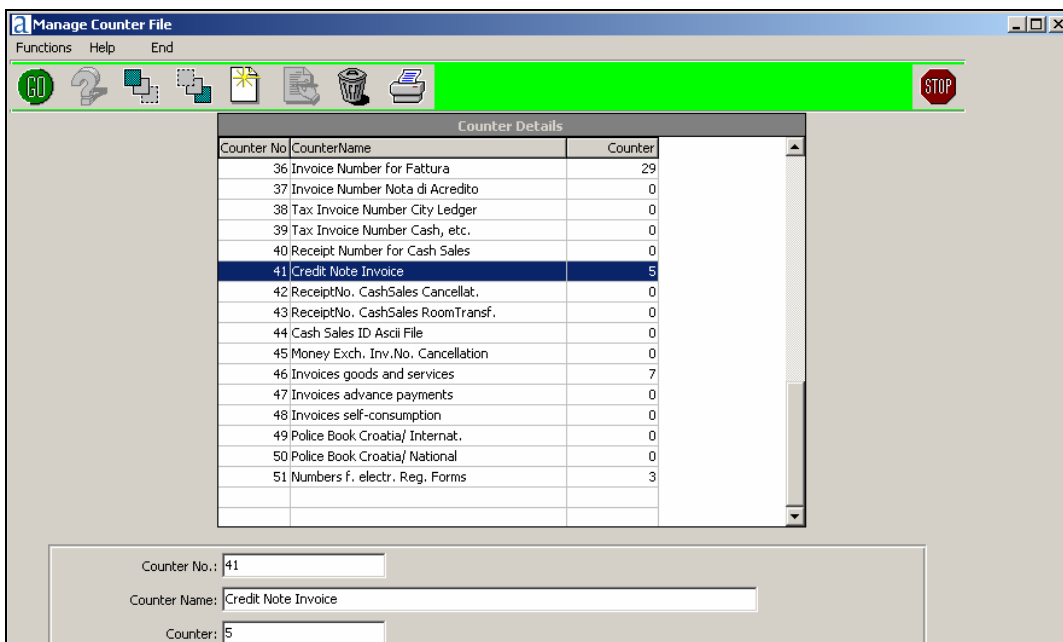 a Manage Counter File
Functions Help End
GO STOP
Counter Details
Counter No CounterName Counter
36 Invoice Number for Fattura 29
37 Invoice Number Nota di Acredito 0
38 Tax Invoice Number City Ledger 0
39 Tax Invoice Number Cash, etc. 0
40 Receipt Number for Cash Sales 0
41 Credit Note Invoice 5
42 ReceiptNo. CashSales Cancellat. 0
43 ReceiptNo. CashSales RoomTransf. 0
44 Cash Sales ID Ascii File 0
45 Money Exch. Inv.No. Cancellation 0
46 Invoices goods and services 7
47 Invoices advance payments 0
48 Invoices self-consumption 0
49 Police Book Croatia/ Internat. 0
50 Police Book Croatia/ National 0
51 Numbers f. electr. Reg. Forms 3
Counter No.: 41
Counter Name: Credit Note Invoice
Counter: 5